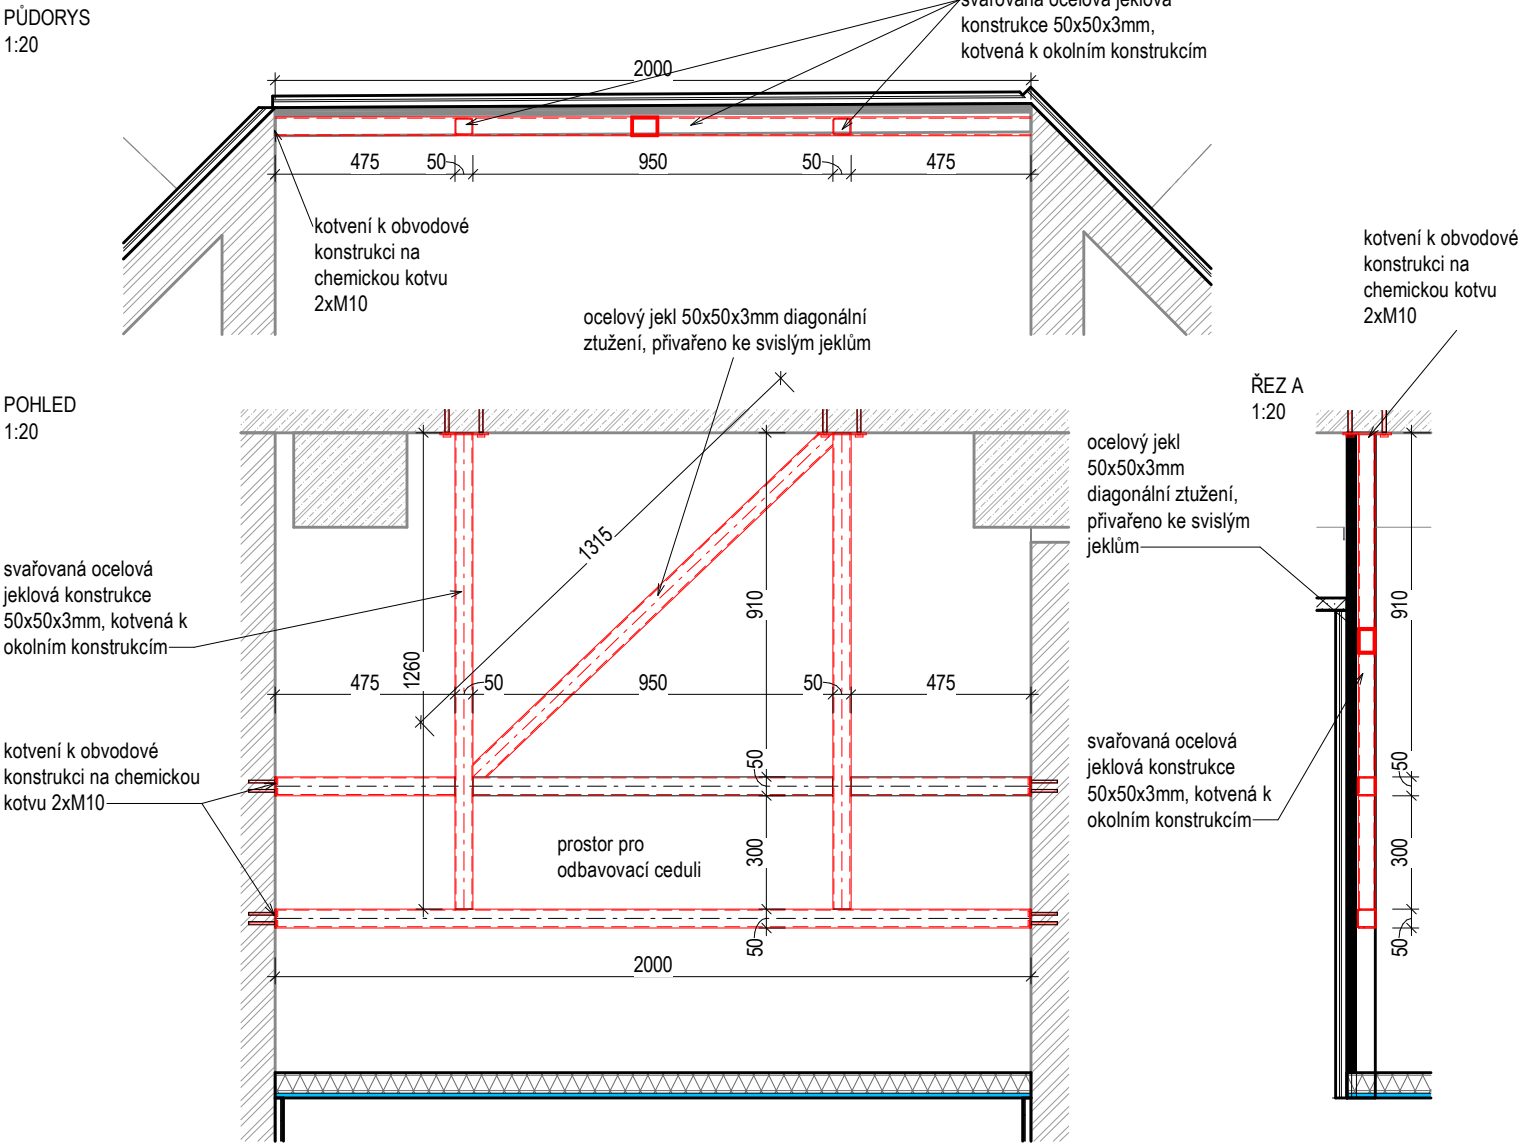 PŮDORYS
1:20
svařovaná ocelová jeklová
konstrukce 50x50x3mm,
kotvená k okolním konstrukcím
2000
475
50
950
50
475
kotvení k obvodové
konstrukci na
chemickou kotvu
2xM10
kotvení k obvodové
konstrukci na
chemickou kotvu
2xM10
ocelový jekl 50x50x3mm diagonální
ztužení, přivařeno ke svislým jeklům
POHLED
1:20
ŘEZ A
1:20
ocelový jekl
50x50x3mm
diagonální ztužení,
přivařeno ke svislým
jeklům
1315
svařovaná ocelová
jeklová konstrukce
50x50x3mm, kotvená k
okolním konstrukcím
910
910
1260
475
50
950
50
475
kotvení k obvodové
konstrukci na chemickou
kotvu 2xM10
svařovaná ocelová
jeklová konstrukce
50x50x3mm, kotvená k
okolním konstrukcím
50
50
prostor pro
odbavovací ceduli
300
300
50
50
2000